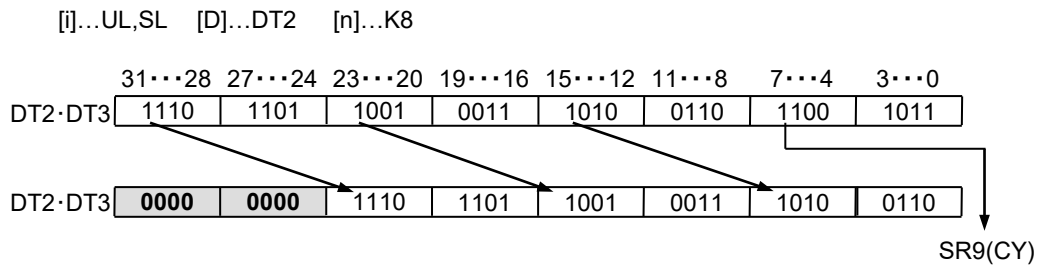 [i]…UL,SL [D]…DT2 [n]…K8
31･･･28 27･･･24 23･･･20 19･･･16 15･･･12 11･･･8 7･･･4 3･･･0
DT2･DT3 1110 1101 1001 0011 1010 0110 1100 1011
DT2･DT3 0000 0000 1110 1101 1001 0011 1010 0110
SR9(CY)